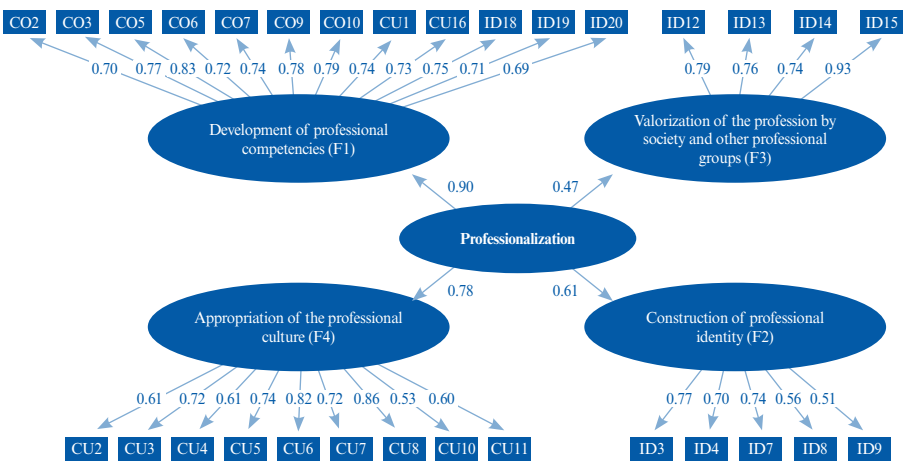 CO2 CO3 CO5 CO6 CO7 CO9 CO10 CU1 CU16 ID18 ID19 ID20 ID12 ID13 ID14 ID15
0.70 0.77 0.83 0.72 0.74 0.78 0.79 0.74 0.73 0.75 0.71 0.69 0.79 0.76 0.74 0.93
Development of professional
competencies (F1)
Valorization of the profession by
society and other professional
groups (F3)
0.90 0.47
Professionalization
0.78 0.61
Appropriation of the professional
culture (F4)
Construction of professional
identity (F2)
0.61 0.72 0.61 0.74 0.82 0.72 0.86 0.53 0.60 0.77 0.70 0.74 0.56 0.51
CU2 CU3 CU4 CU5 CU6 CU7 CU8 CU10 CU11 ID3 ID4 ID7 ID8 ID9